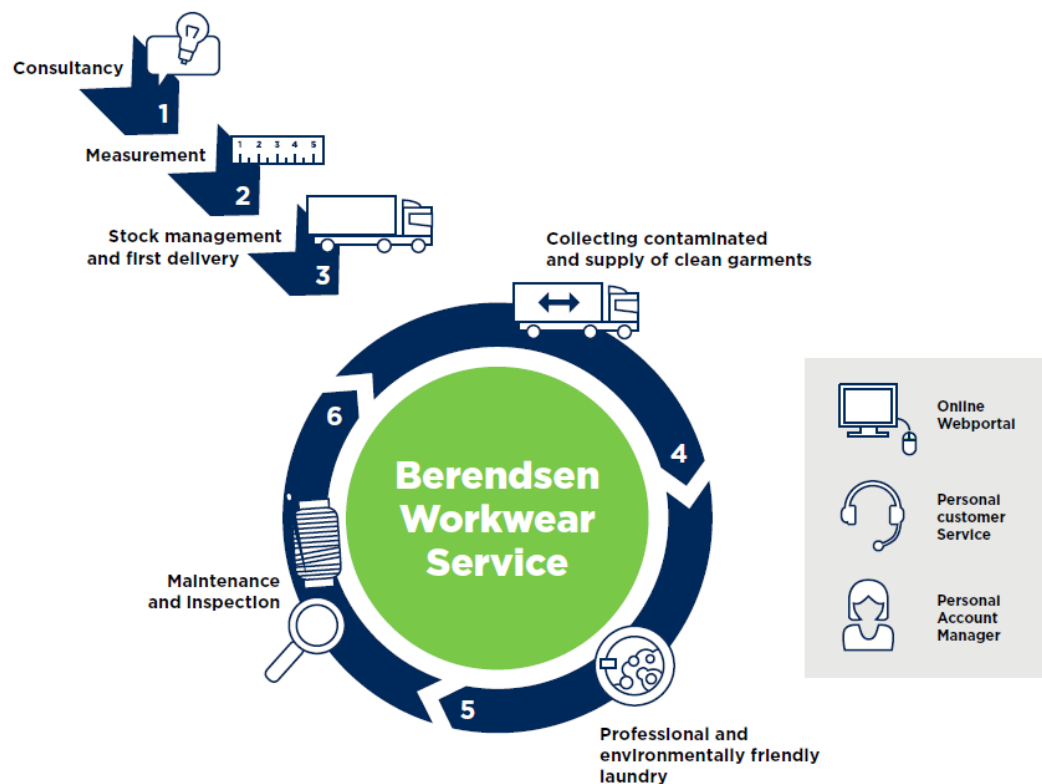 Consultancy
1
Measurement
1 2 3 4 5
2
Stock management
and first delivery
3
Collecting contaminated
and supply of clean garments
4
Berendsen
Workwear
Service
Professional and
environmentally friendly
laundry
5
Maintenance
and inspection
6
Online
Webportal
Personal
customer
Service
Personal
Account
Manager